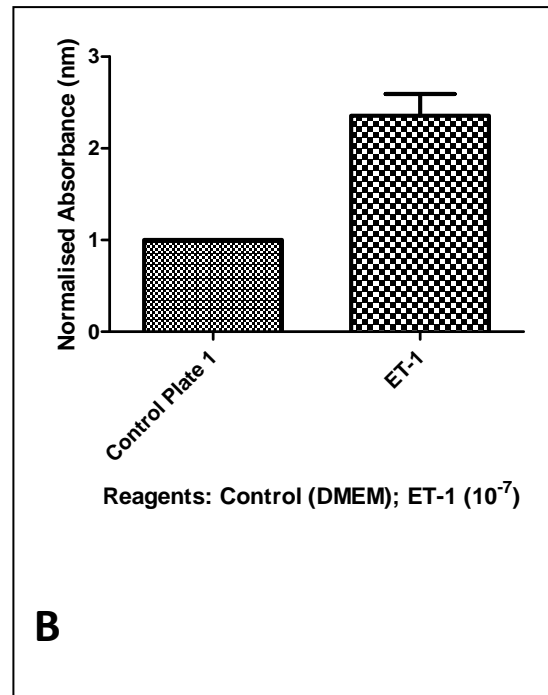 Normalised Absorbance (nm)
3
2
1
0
Control Plate 1
ET-1
Reagents: Control (DMEM); ET-1 (10⁻⁷)
B